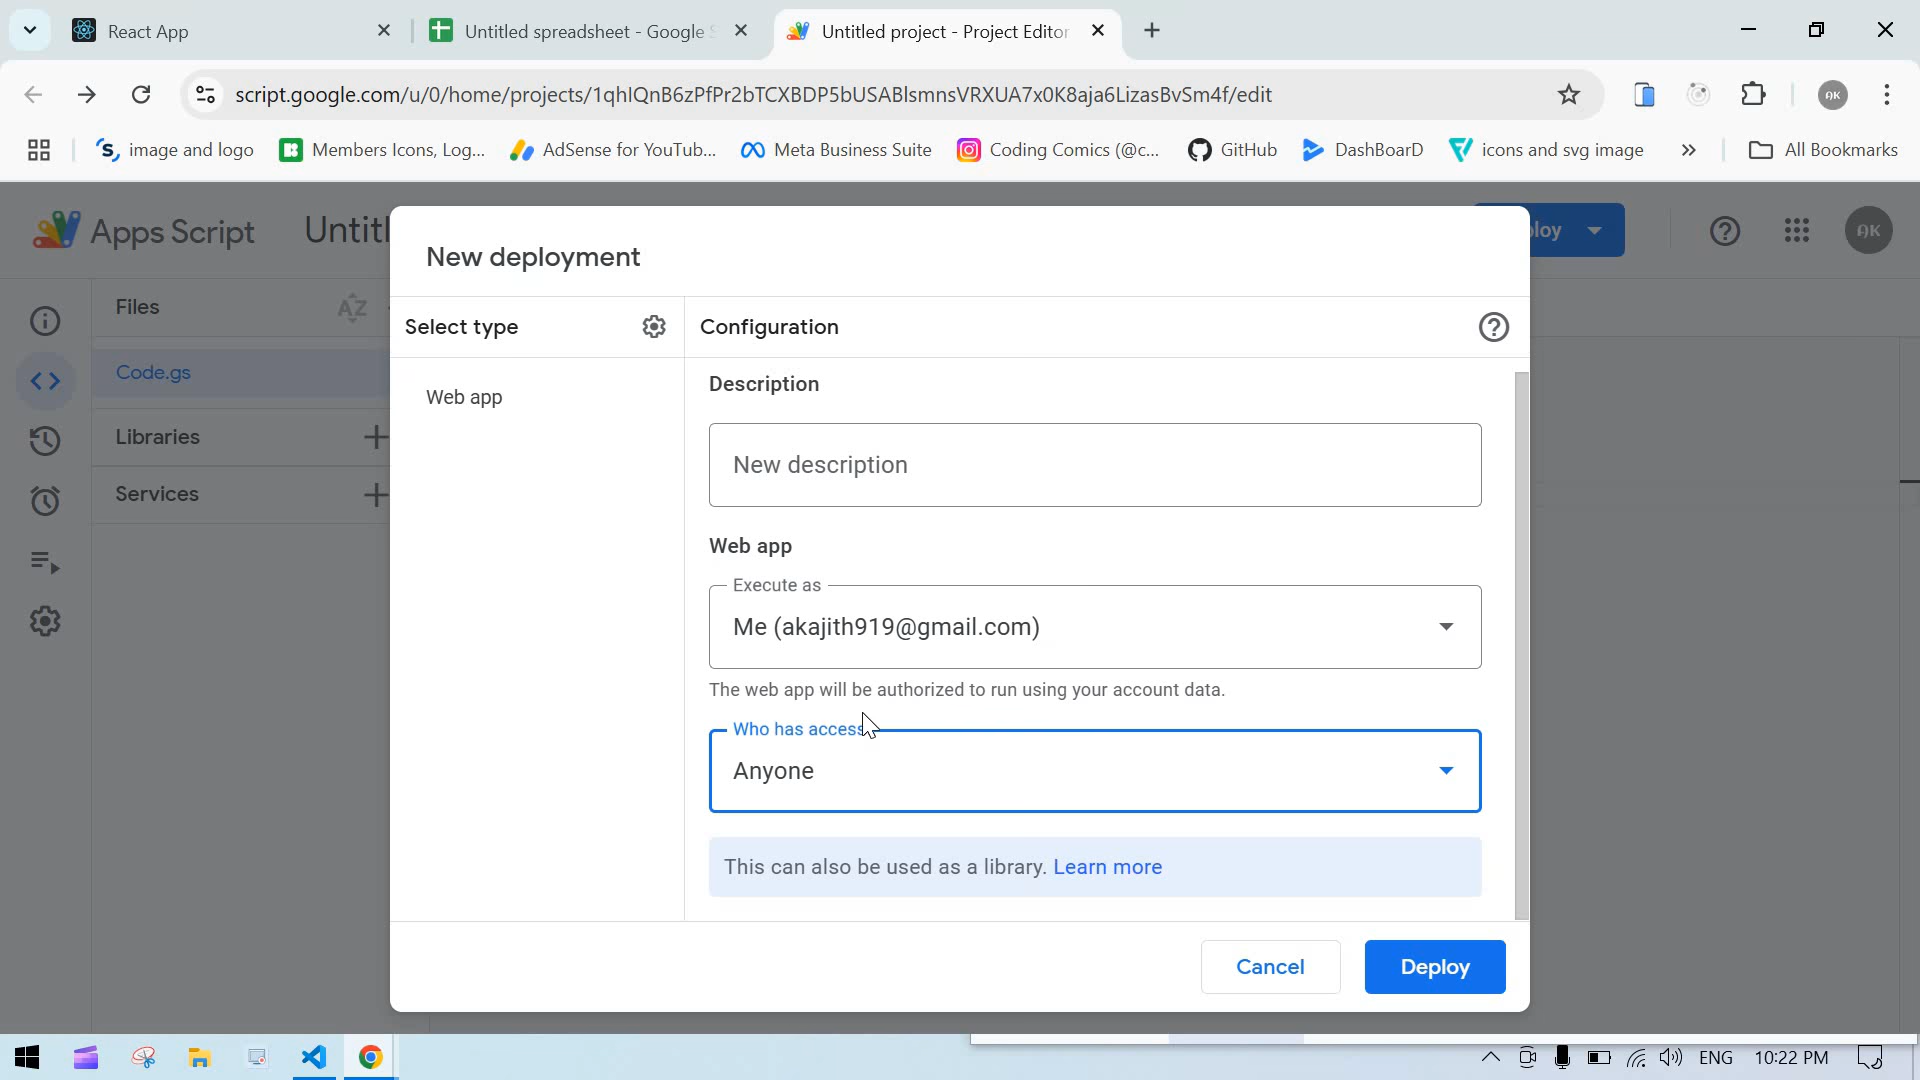 React App
Untitled spreadsheet - Google S
Untitled project - Project Editor
script.google.com/u/0/home/projects/1qhlQnB6zPfPr2bTCXBDP5bUSABlsmnsVRXUA7x0K8aja6LizasBvSm4f/edit
AK
image and logo
Members Icons, Log...
AdSense for YouTub...
Meta Business Suite
Coding Comics (@c...
GitHub
DashBoarD
icons and svg image
All Bookmarks
Apps Script
Untitl
loy
AK
New deployment
Files
AZ
Select type
Configuration
Code.gs
Description
Web app
Libraries
New description
Services
Web app
Execute as
Me (akajith919@gmail.com)
The web app will be authorized to run using your account data.
Who has access
Anyone
This can also be used as a library. Learn more
Cancel
Deploy
ENG
10:22 PM